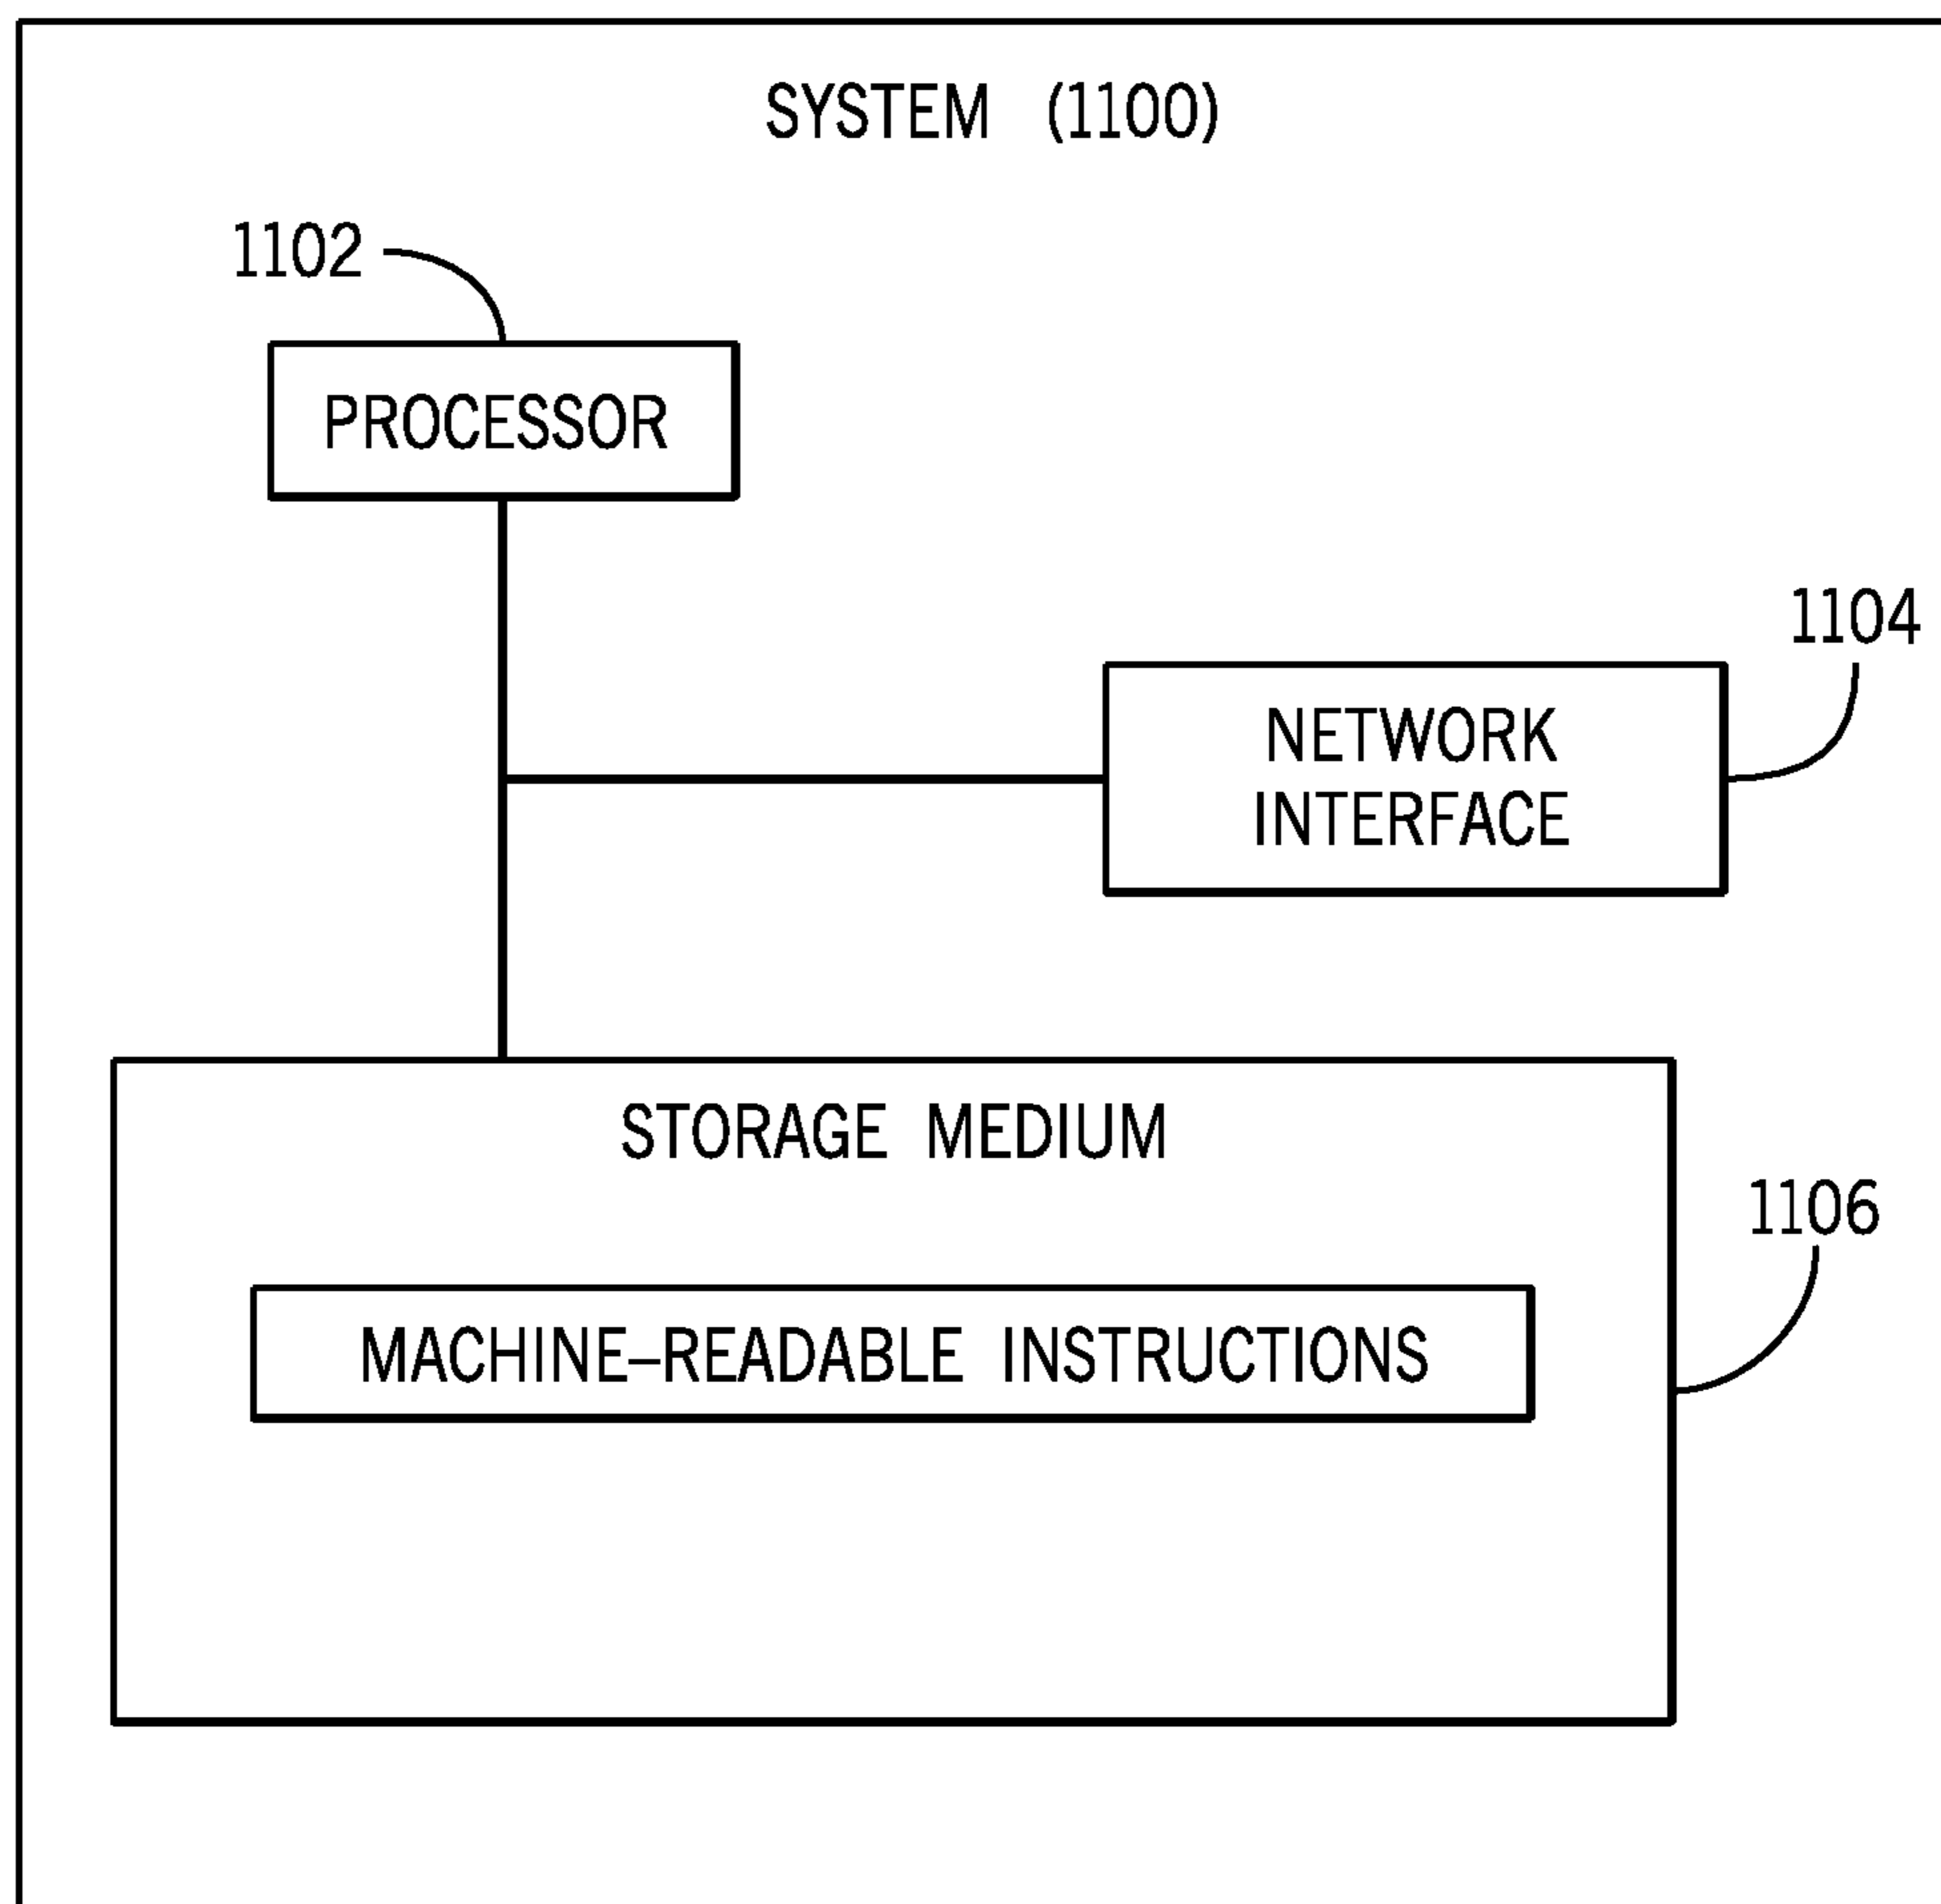 SYSTEM (1100)
1102
PROCESSOR
1104
NETWORK
INTERFACE
STORAGE MEDIUM
1106
MACHINE–READABLE INSTRUCTIONS